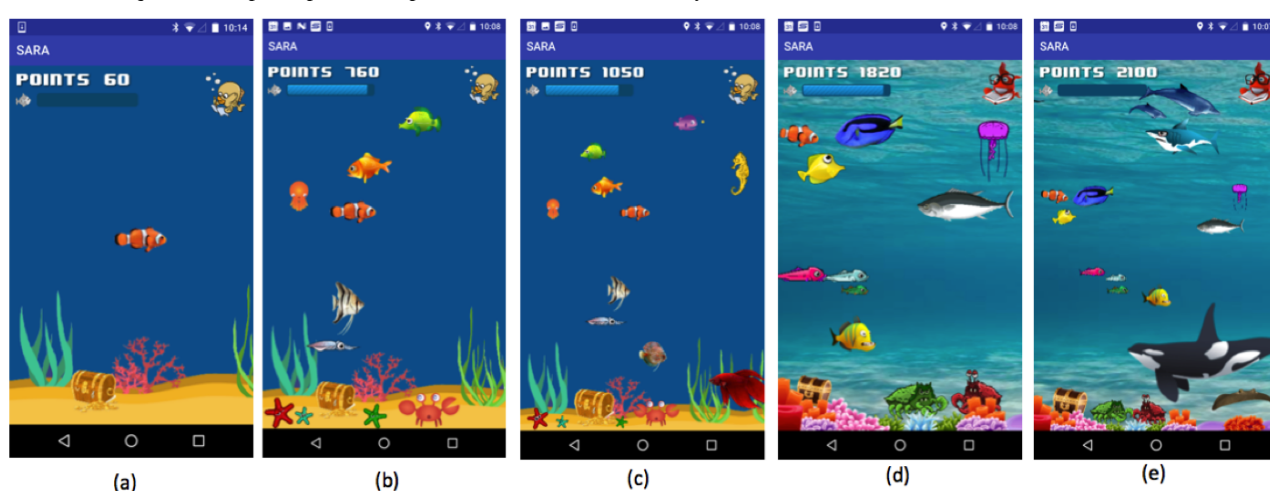 10:14
SARA
POINTS 60
(a)
10:08
SARA
POINTS 760
(b)
10:08
SARA
POINTS 1050
(c)
10:08
SARA
POINTS 1820
(d)
SARA
POINTS 2100
(e)